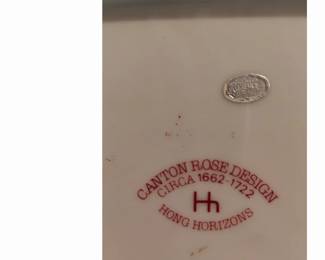 CANTON ROSE DESIGN
CIRCA 1662-1722
Hh
HONG HORIZONS